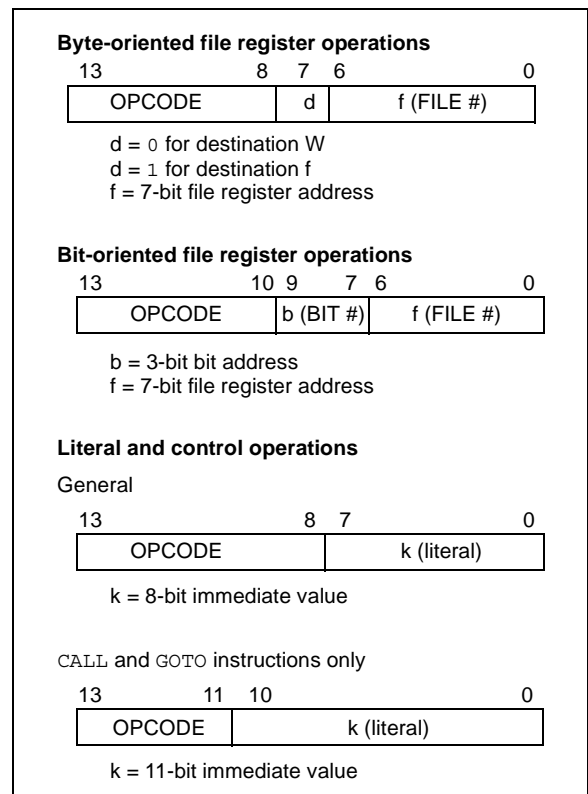 Byte-oriented file register operations
13 8 7 6 0
OPCODE d f (FILE #)
d = 0 for destination W
d = 1 for destination f
f = 7-bit file register address
Bit-oriented file register operations
13 10 9 7 6 0
OPCODE b (BIT #) f (FILE #)
b = 3-bit bit address
f = 7-bit file register address
Literal and control operations
General
13 8 7 0
OPCODE k (literal)
k = 8-bit immediate value
CALL and GOTO instructions only
13 11 10 0
OPCODE k (literal)
k = 11-bit immediate value